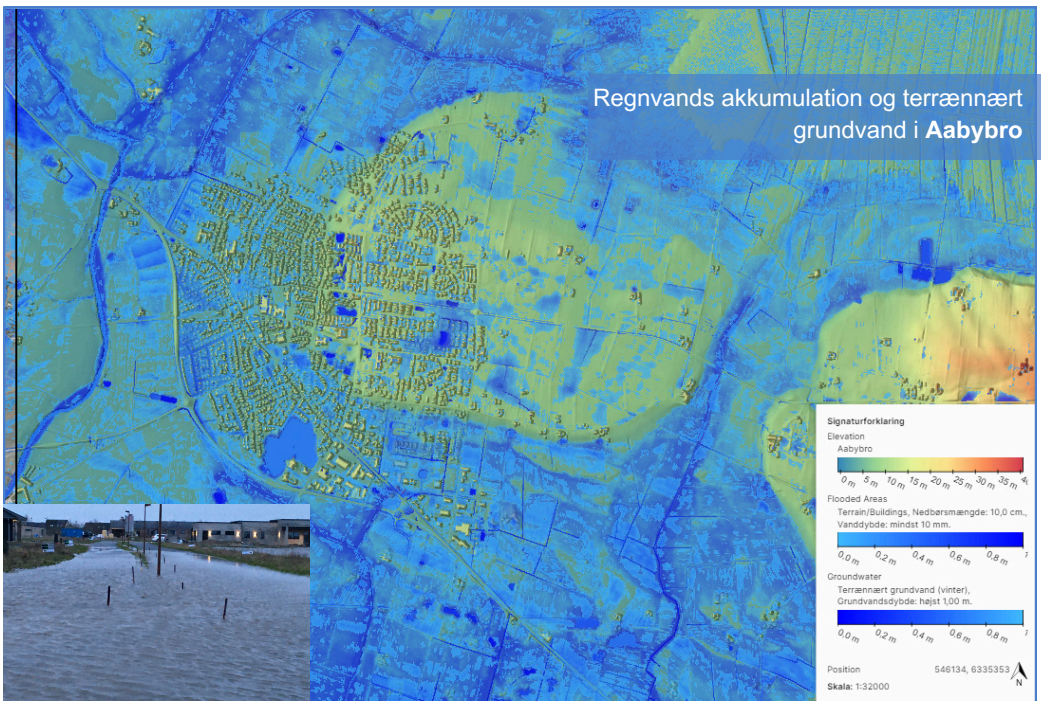 Regnvands akkumulation og terrænnært
grundvand i Aabybro
Signaturforklaring
Elevation
Aabybro
0 m 5 m 10 m 15 m 20 m 25 m 30 m 35 m 4
Flooded Areas
Terrain/Buildings, Nedbørsmængde: 10,0 cm.,
Vanddybde: mindst 10 mm.
0,0 m 0,2 m 0,4 m 0,6 m 0,8 m 1
Groundwater
Terrænnært grundvand (vinter),
Grundvandsdybde: højst 1,00 m.
0,0 m 0,2 m 0,4 m 0,6 m 0,8 m 1
Position 546134, 6335353
N
Skala: 1:32000